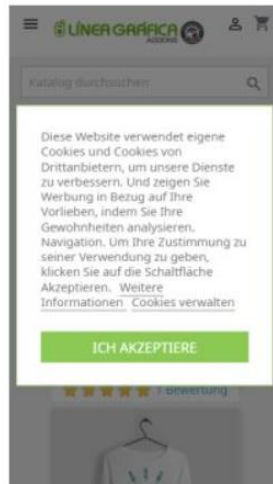 LÍNEA GRÁFICA
ADDONS
Katalog durchsuchen
Diese Website verwendet eigene
Cookies und Cookies von
Drittanbietern, um unsere Dienste
zu verbessern. Und zeigen Sie
Werbung in Bezug auf Ihre
Vorlieben, indem Sie Ihre
Gewohnheiten analysieren.
Navigation. Um Ihre Zustimmung zu
seiner Verwendung zu geben,
klicken Sie auf die Schaltfläche
Akzeptieren. Weitere
Informationen Cookies verwalten
ICH AKZEPTIERE
1 Bewertung